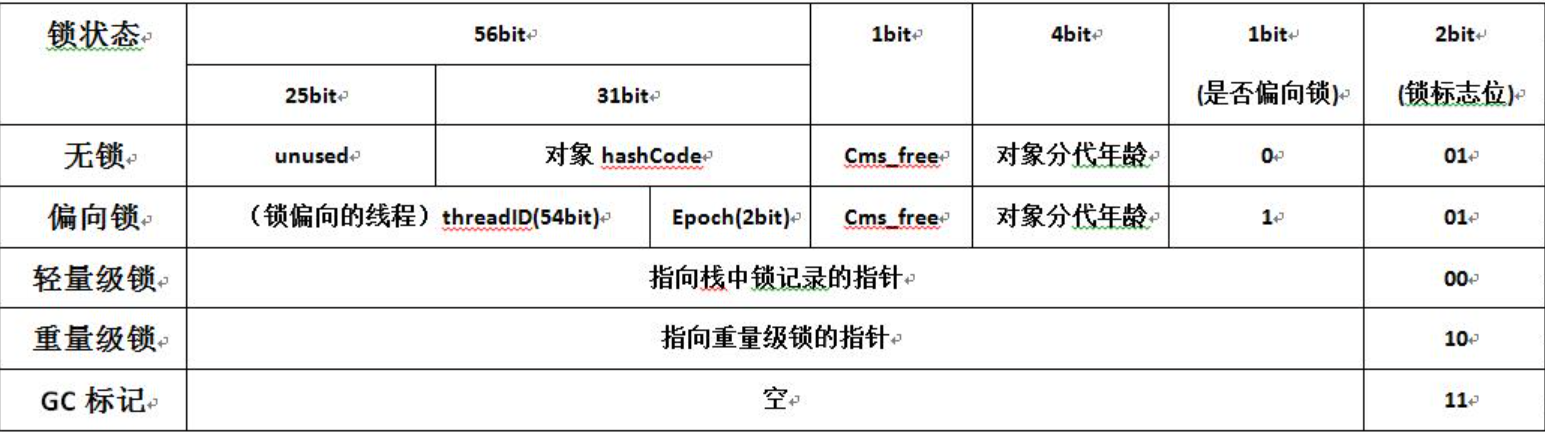 锁状态 56bit 1bit 4bit 1bit 2bit
25bit 31bit (是否偏向锁) (锁标志位)
无锁 unused 对象 hashCode Cms_free 对象分代年龄 0 01
偏向锁 (锁偏向的线程) threadID(54bit) Epoch(2bit) Cms_free 对象分代年龄 1 01
轻量级锁 指向栈中锁记录的指针 00
重量级锁 指向重量级锁的指针 10
GC 标记 空 11